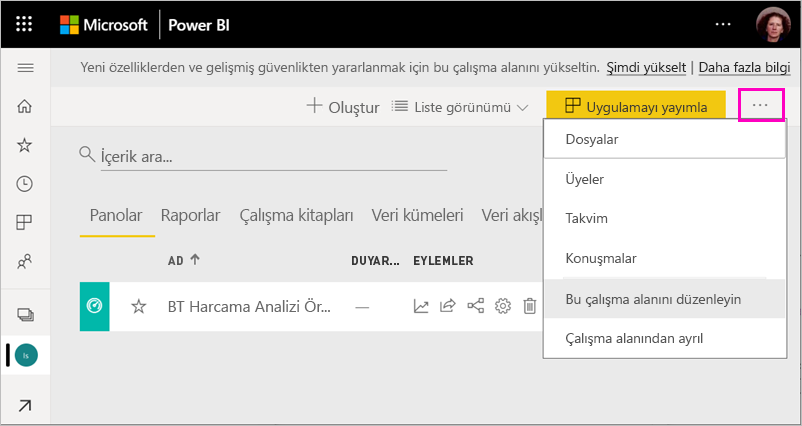 Microsoft Power BI
Yeni özelliklerden ve gelişmiş güvenlikten yararlanmak için bu çalışma alanını yükseltin. Şimdi yükselt | Daha fazla bilgi
Oluştur Liste görünümü Uygulamayı yayımla
İçerik ara...
Panolar Raporlar Çalışma kitapları Veri kümeleri Veri akışl
AD DUYAR... EYLEMLER
BT Harcama Analizi Ör...
Dosyalar
Üyeler
Takvim
Konuşmalar
Bu çalışma alanını düzenleyin
Çalışma alanından ayrıl
Is